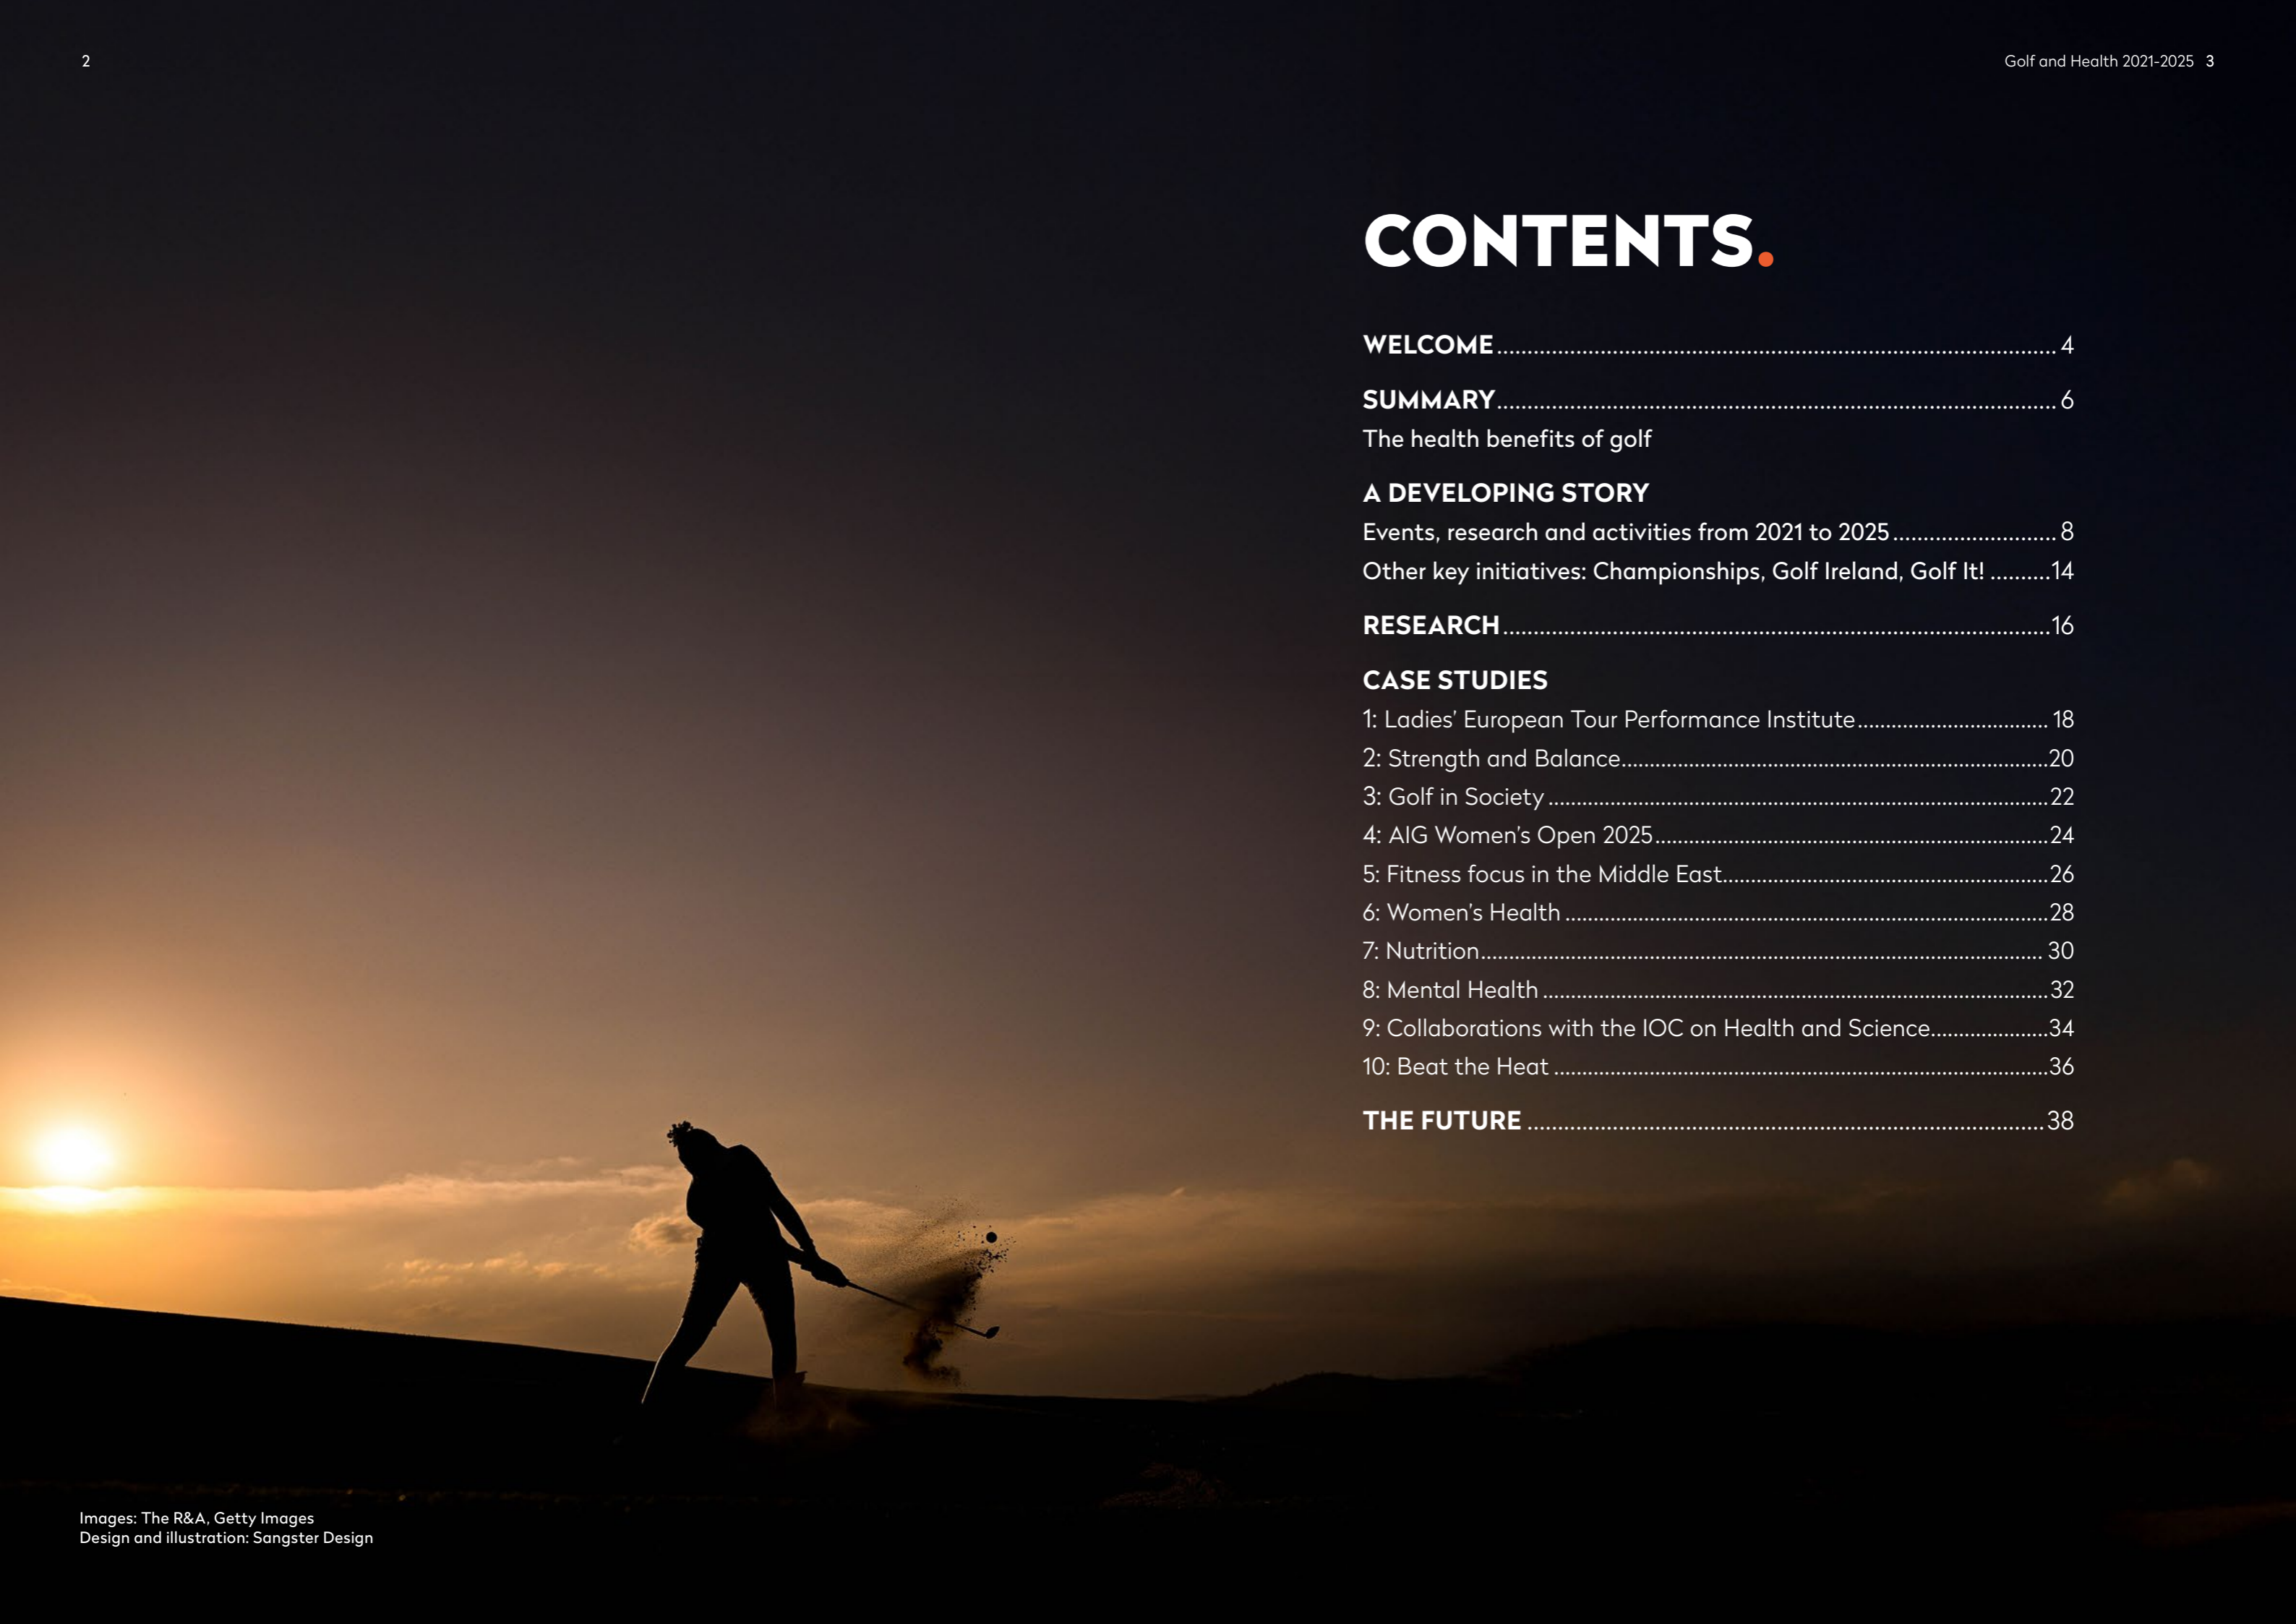 2
Golf and Health 2021-2025 3
CONTENTS.
WELCOME 4
SUMMARY 6
The health benefits of golf
A DEVELOPING STORY
Events, research and activities from 2021 to 2025 8
Other key initiatives: Championships, Golf Ireland, Golf It! 14
RESEARCH 16
CASE STUDIES
1: Ladies’ European Tour Performance Institute 18
2: Strength and Balance 20
3: Golf in Society 22
4: AIG Women’s Open 2025 24
5: Fitness focus in the Middle East 26
6: Women’s Health 28
7: Nutrition 30
8: Mental Health 32
9: Collaborations with the IOC on Health and Science 34
10: Beat the Heat 36
THE FUTURE 38
Images: The R&A, Getty Images
Design and illustration: Sangster Design